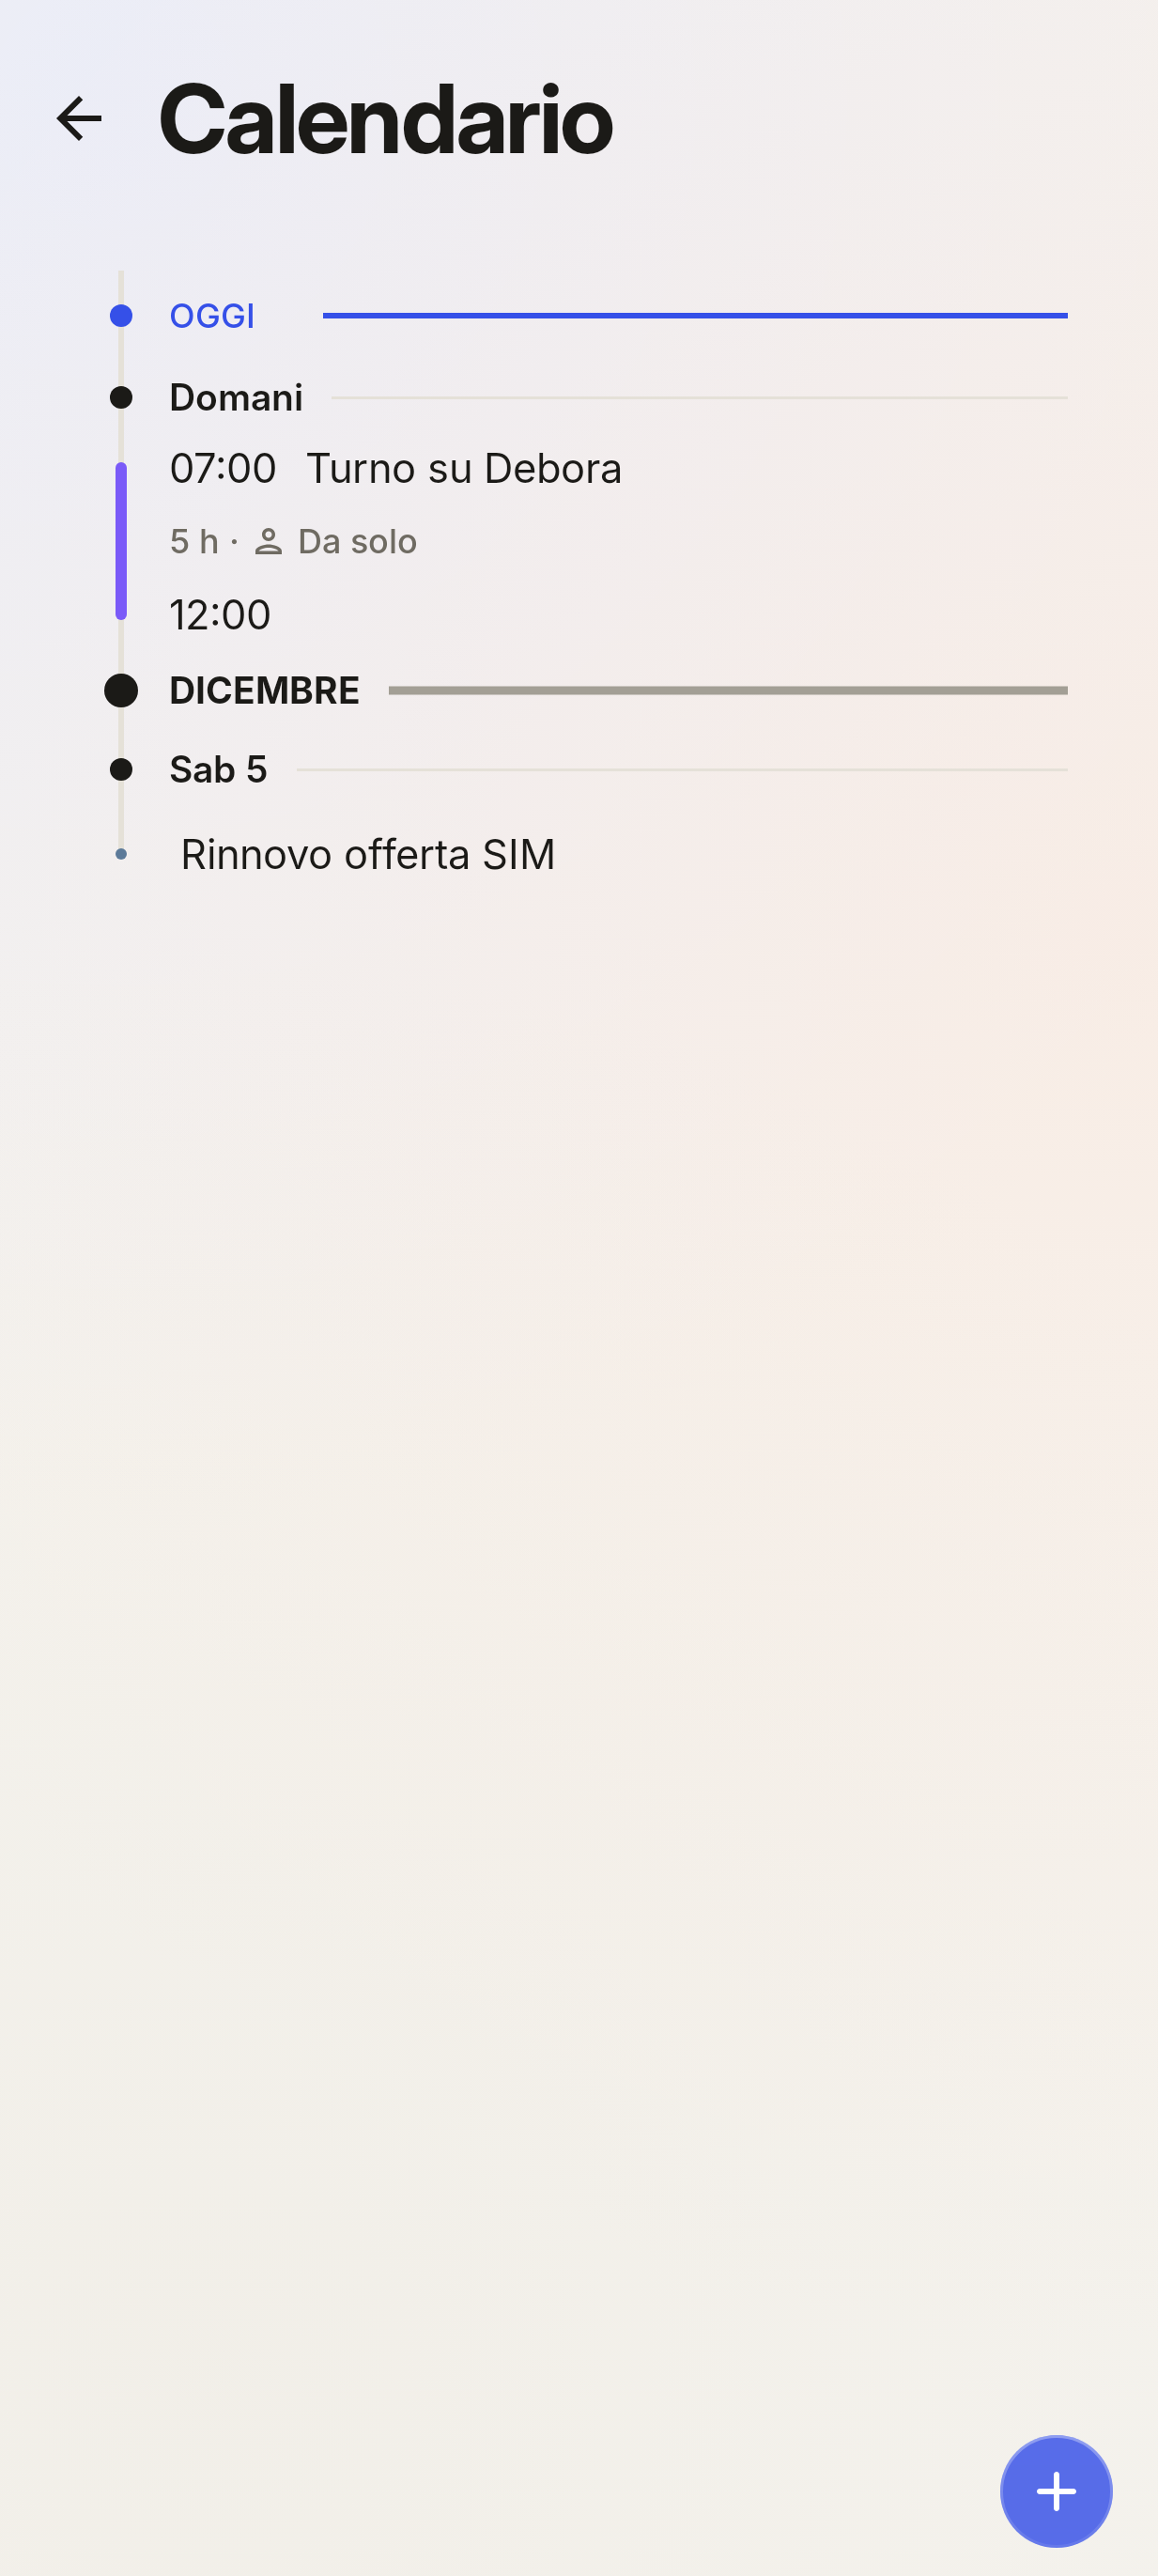 Calendario
OGGI
Domani
07:00 Turno su Debora
5 h · Da solo
12:00
DICEMBRE
Sab 5
Rinnovo offerta SIM